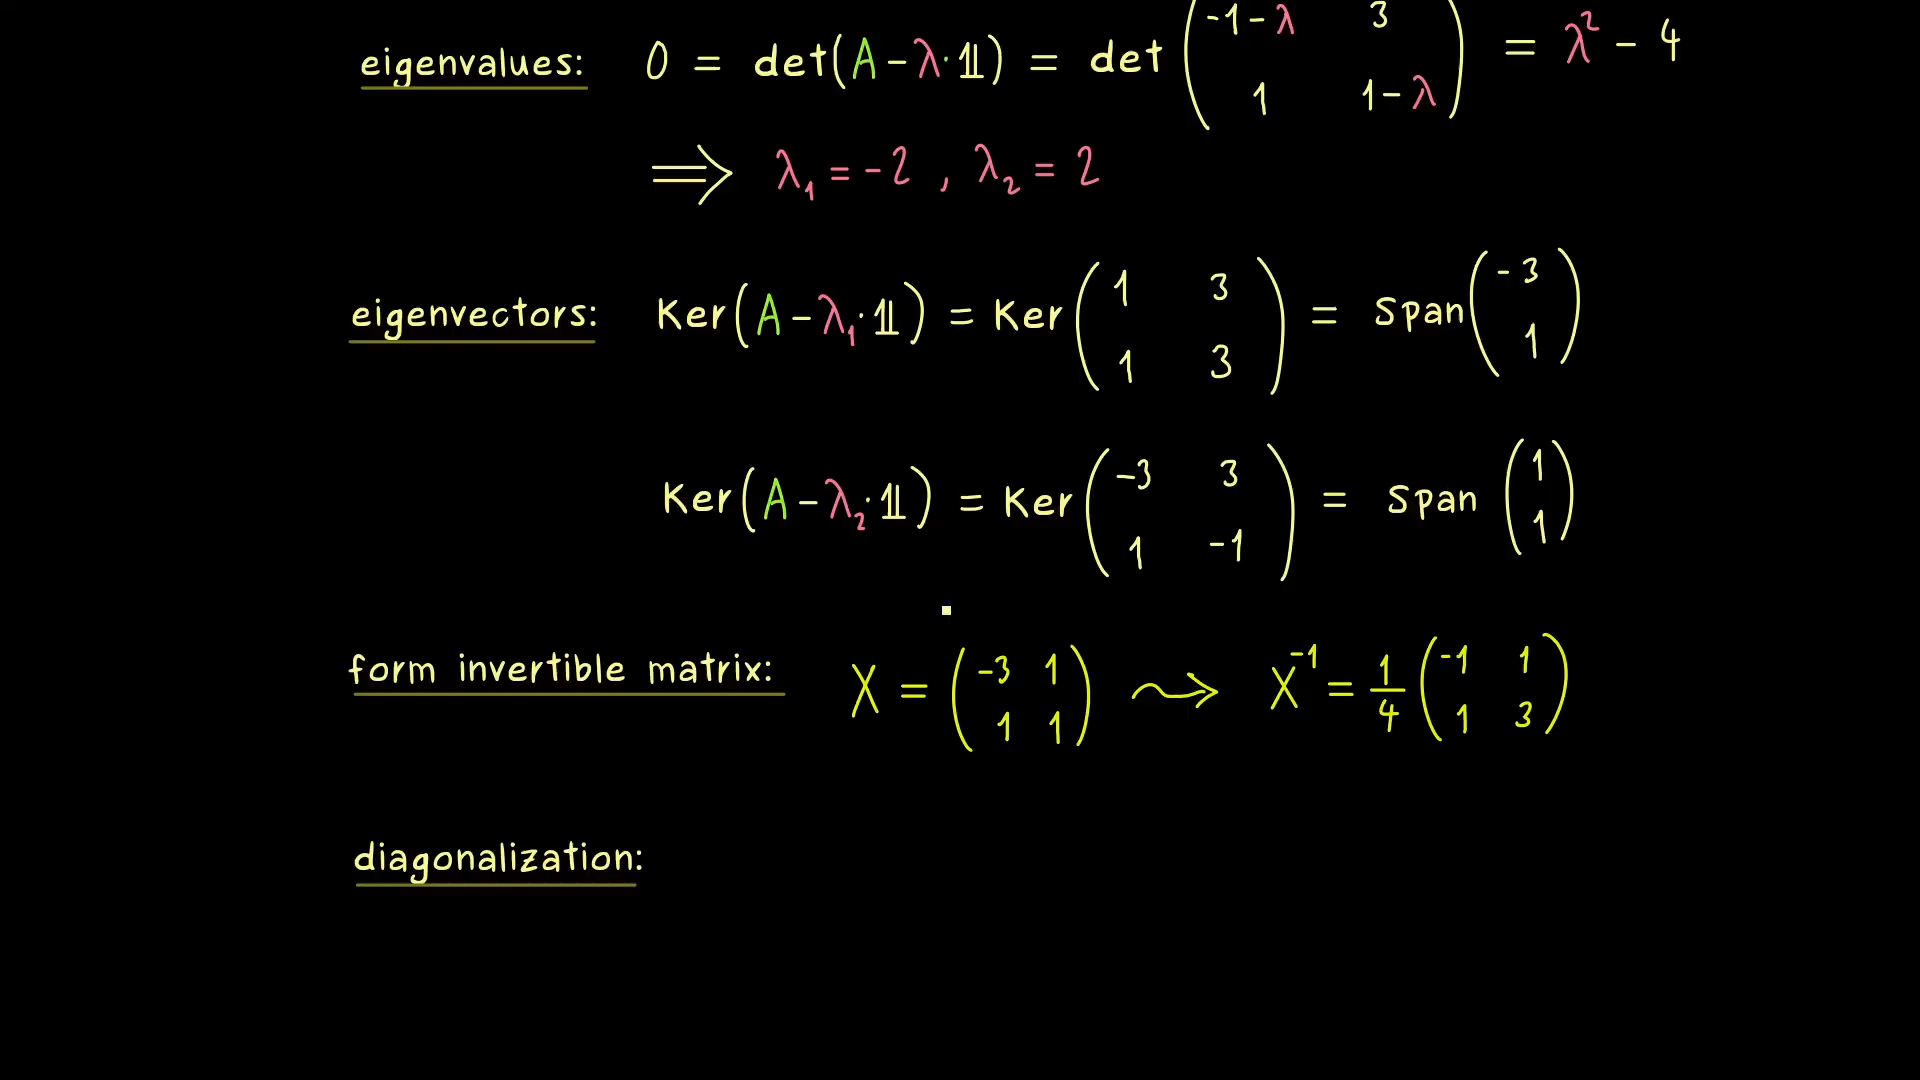 eigenvalues: 0 = det(A-λ·𝟙) = det (-1-λ 3 1 1-λ) = λ² - 4
⟹ λ₁ = -2 , λ₂ = 2
eigenvectors: Ker(A-λ₁·𝟙) = Ker (1 3 1 3) = Span (-3 1)
Ker(A-λ₂·𝟙) = Ker (-3 3 1 -1) = Span (1 1)
form invertible matrix: X = (-3 1 1 1) ⤳ X⁻¹ = 1/4 (-1 1 1 3)
diagonalization: